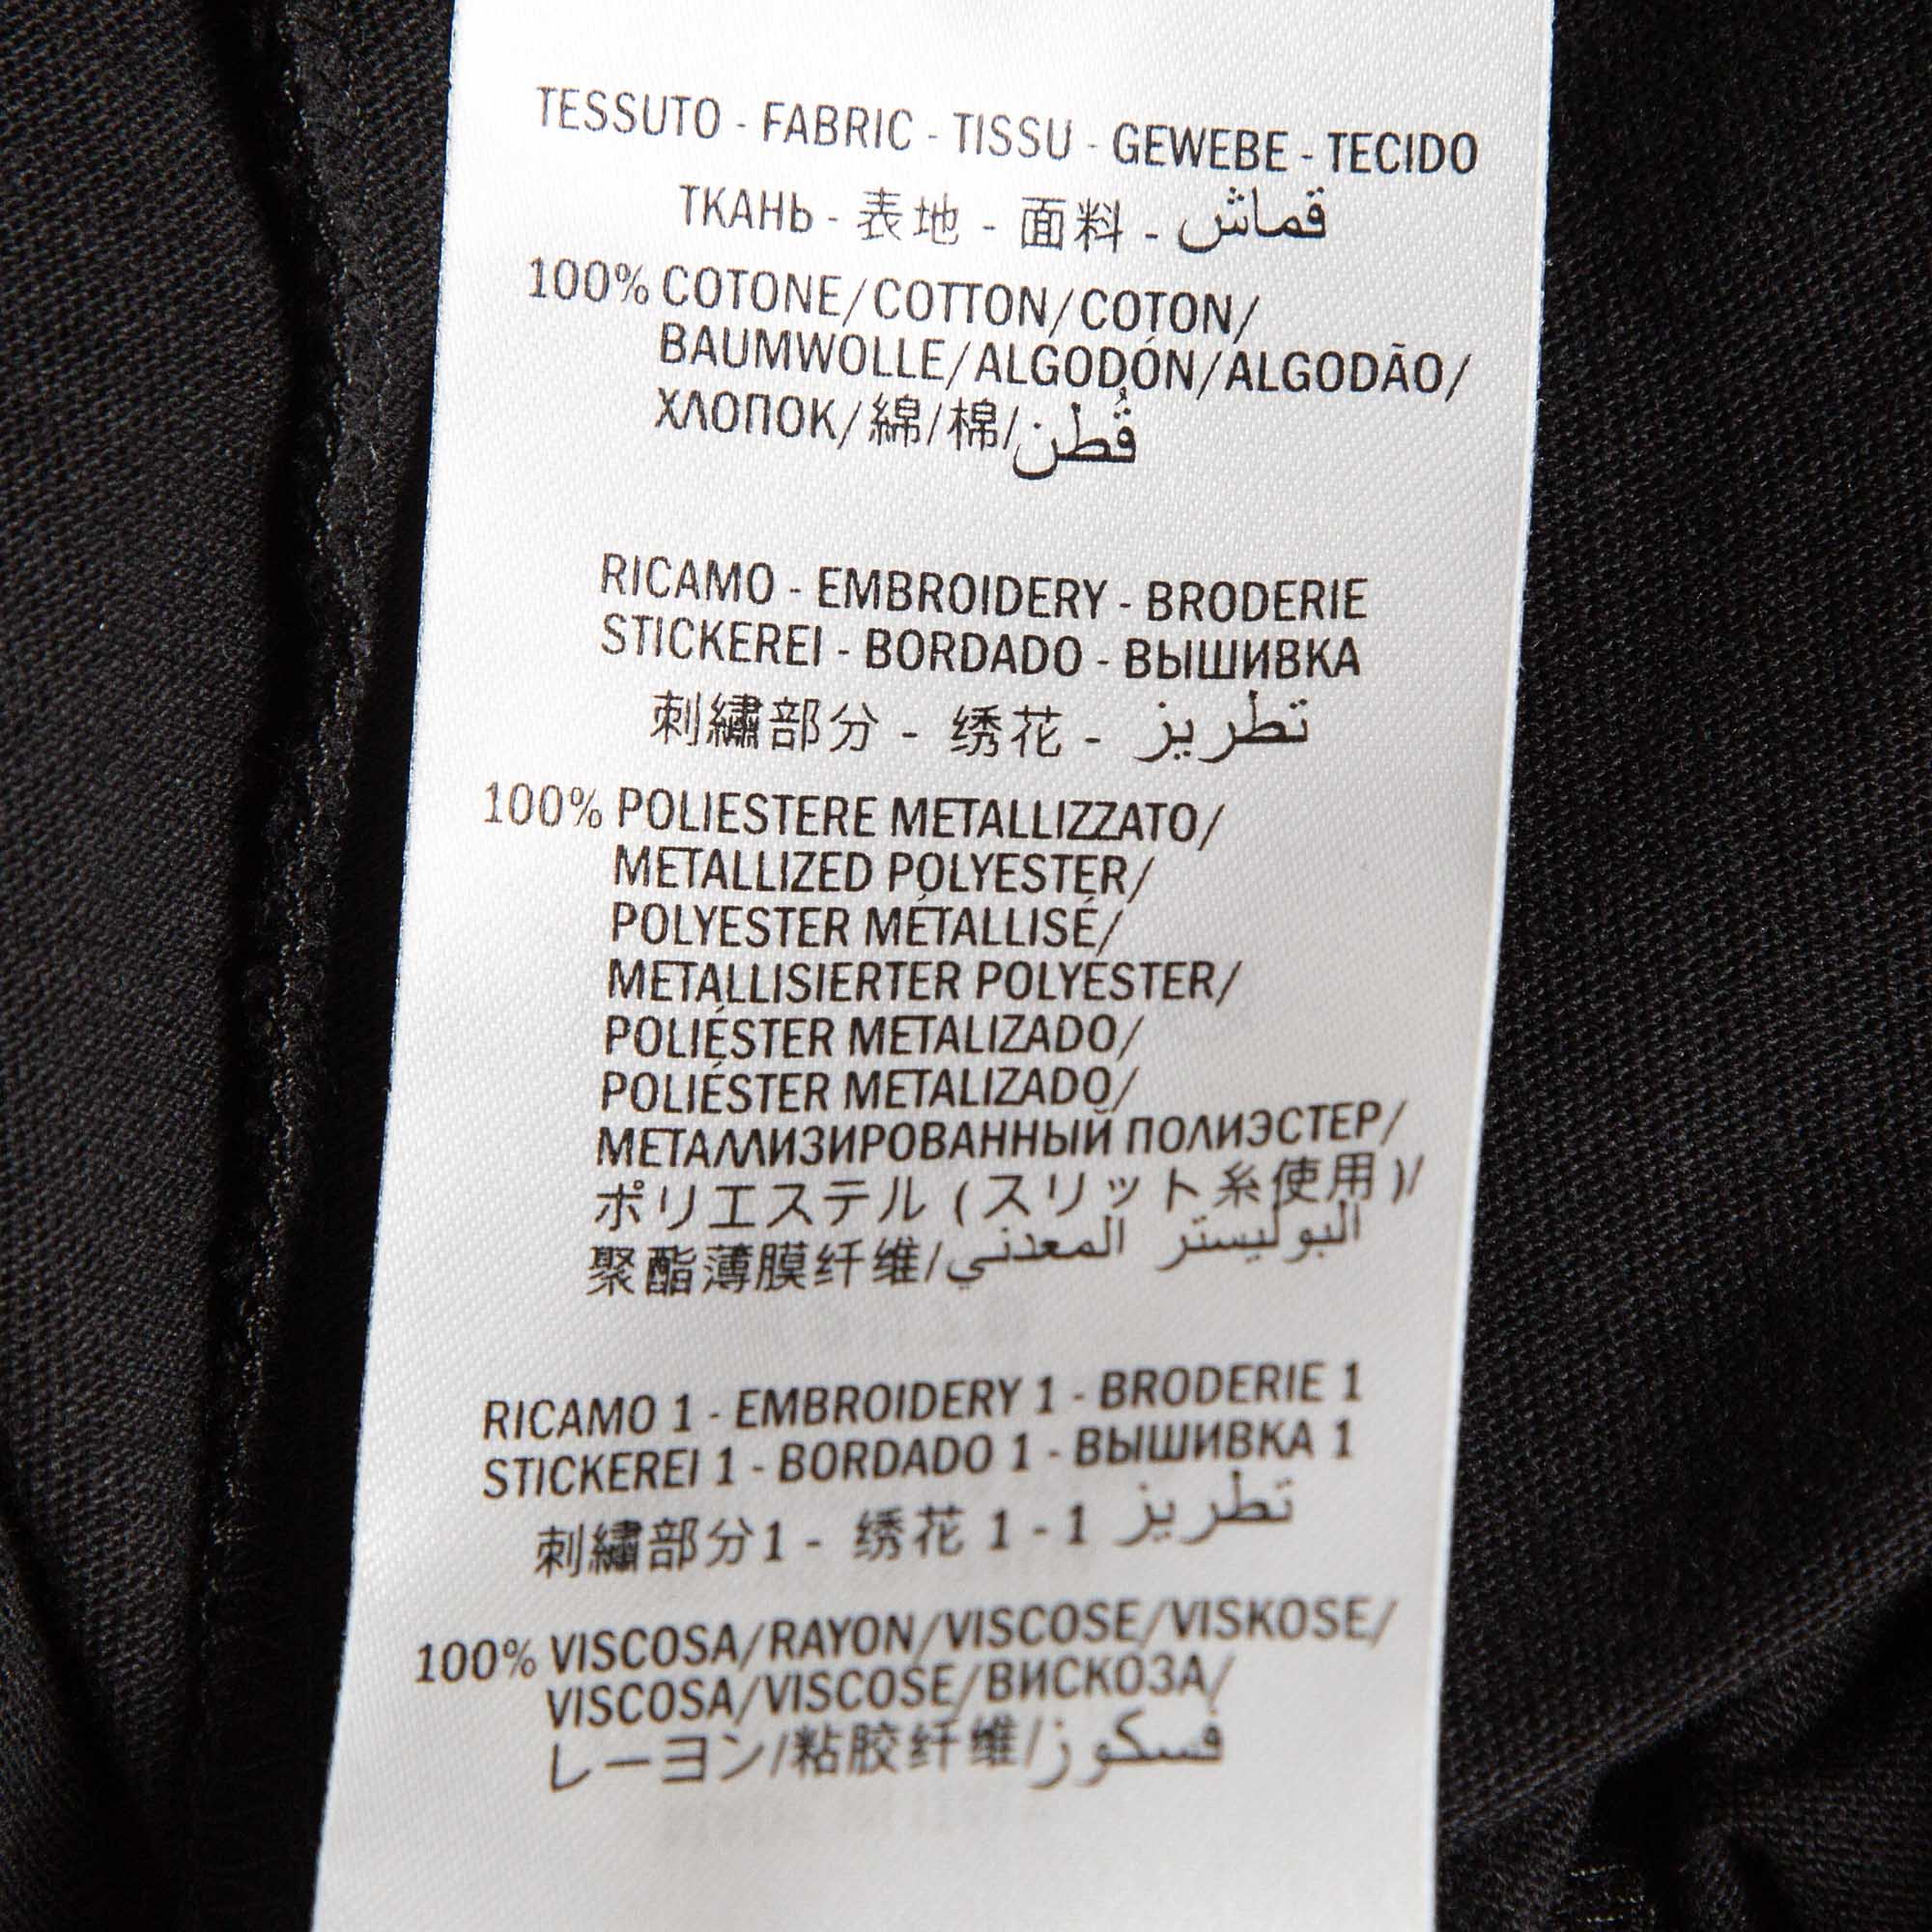 TESSUTO - FABRIC - TISSU - GEWEBE - TECIDO
ТКАНЬ - 表地 - 面料 - قماش
100% COTONE/COTTON/COTON/
BAUMWOLLE/ALGODÓN/ALGODÃO/
ХЛОПОК/綿/棉/قُطن
RICAMO - EMBROIDERY - BRODERIE
STICKEREI - BORDADO - ВЫШИВКА
刺繍部分 - 绣花 - تطريز
100% POLIESTERE METALLIZZATO/
METALLIZED POLYESTER/
POLYESTER MÉTALLISÉ/
METALLISIERTER POLYESTER/
POLIÉSTER METALIZADO/
POLIÉSTER METALIZADO/
МЕТАЛЛИЗИРОВАННЫЙ ПОЛИЭСТЕР/
ポリエステル (スリット糸使用)/
聚酯薄膜纤维/البوليستر المعدني
RICAMO 1 - EMBROIDERY 1 - BRODERIE 1
STICKEREI 1 - BORDADO 1 - ВЫШИВКА 1
刺繍部分1 - 绣花 1 - 1 تطريز
100% VISCOSA/RAYON/VISCOSE/VISKOSE/
VISCOSA/VISCOSE/ВИСКОЗА/
レーヨン/粘胶纤维/فسكوز